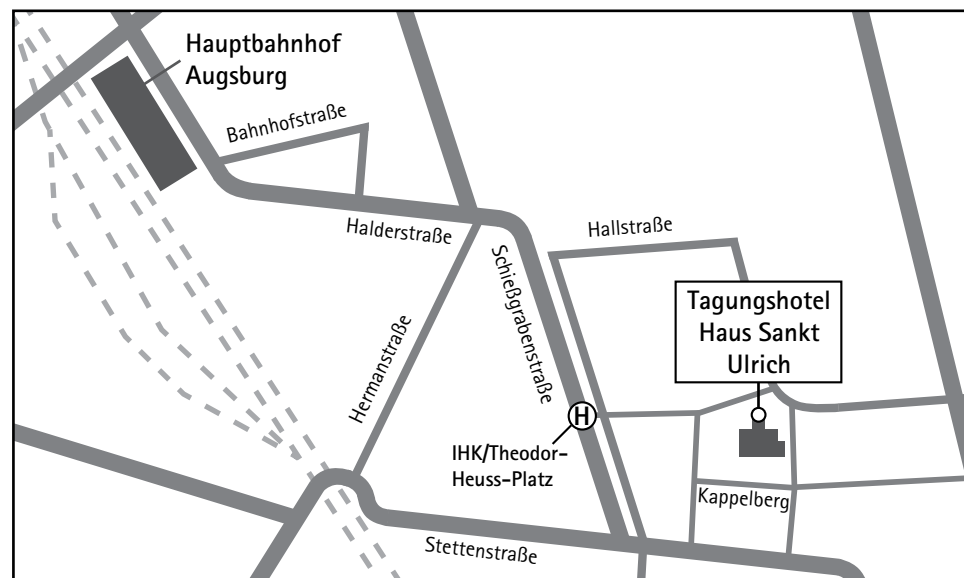 Hauptbahnhof
Augsburg
Bahnhofstraße
Halderstraße
Hallstraße
Schießgrabenstraße
Hermanstraße
Tagungshotel
Haus Sankt
Ulrich
H
IHK/Theodor-
Heuss-Platz
Kappelberg
Stettenstraße